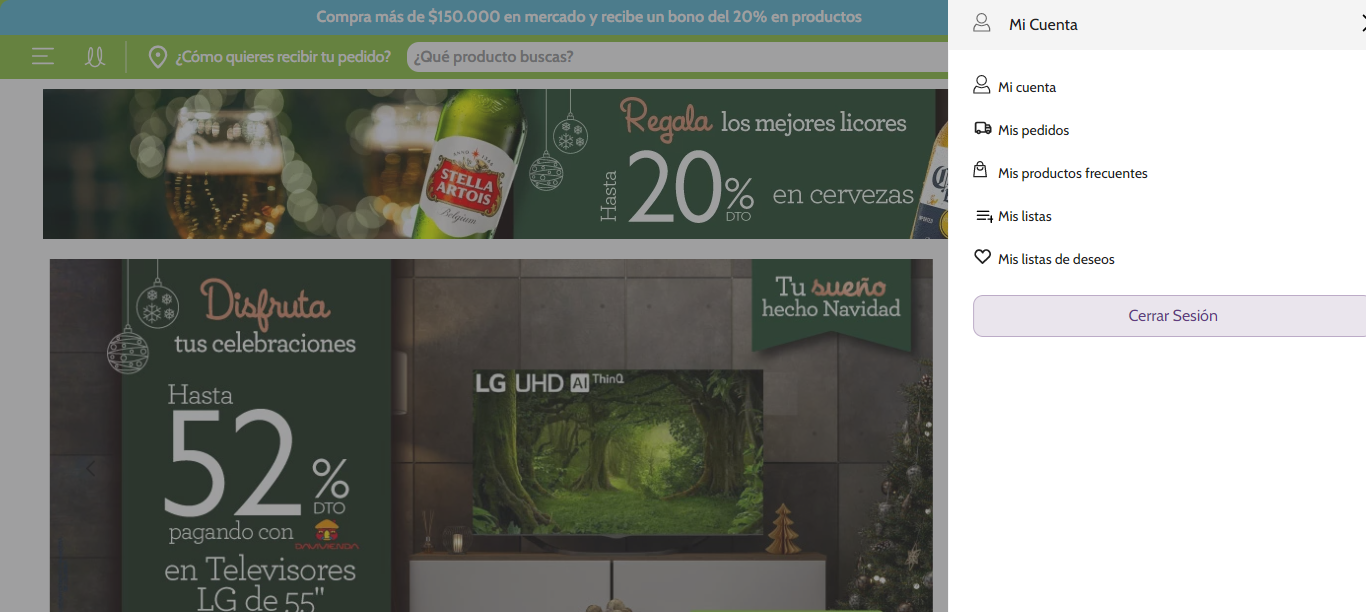 Compra más de $150.000 en mercado y recibe un bono del 20% en productos
¿Cómo quieres recibir tu pedido?
¿Qué producto buscas?
Regala los mejores licores
Hasta 20% DTO en cervezas
STELLA ARTOIS
Belgium
Disfruta
tus celebraciones
Hasta
52% DTO
pagando con
DAVIVIENDA
en Televisores
LG de 55"
Tu sueño
hecho Navidad
LG UHD AI ThinQ
Mi Cuenta
Mi cuenta
Mis pedidos
Mis productos frecuentes
Mis listas
Mis listas de deseos
Cerrar Sesión